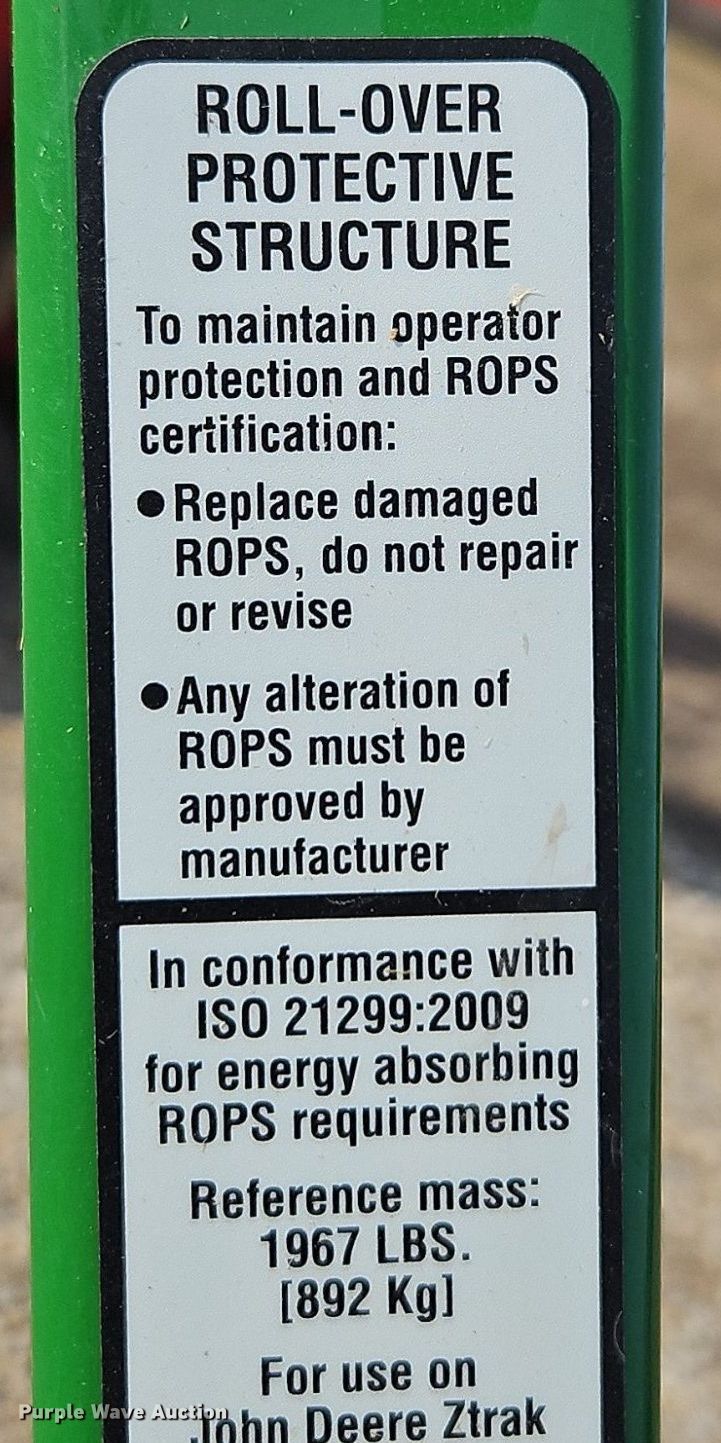 ROLL-OVER
PROTECTIVE
STRUCTURE
To maintain operator
protection and ROPS
certification:
●Replace damaged
ROPS, do not repair
or revise
●Any alteration of
ROPS must be
approved by
manufacturer
In conformance with
ISO 21299:2009
for energy absorbing
ROPS requirements
Reference mass:
1967 LBS.
[892 Kg]
For use on
John Deere Ztrak
Purple Wave Auction